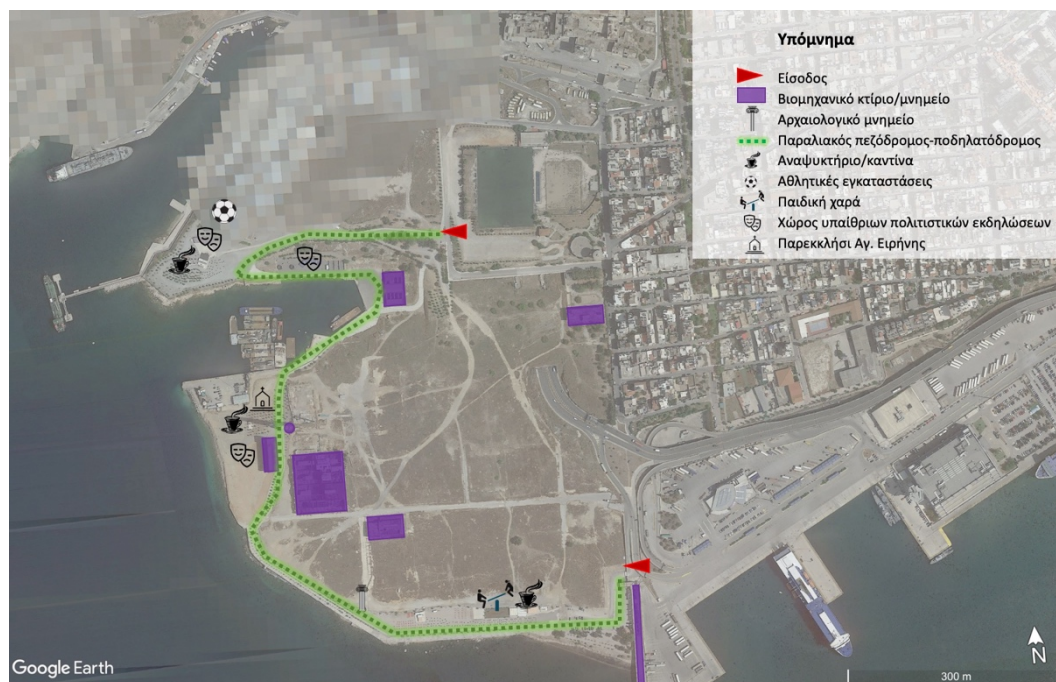 Υπόμνημα
Είσοδος
Βιομηχανικό κτίριο/μνημείο
Αρχαιολογικό μνημείο
Παραλιακός πεζόδρομος-ποδηλατόδρομος
Αναψυκτήριο/καντίνα
Αθλητικές εγκαταστάσεις
Παιδική χαρά
Χώρος υπαίθριων πολιτιστικών εκδηλώσεων
Παρεκκλήσι Αγ. Ειρήνης
N
Google Earth
300 m